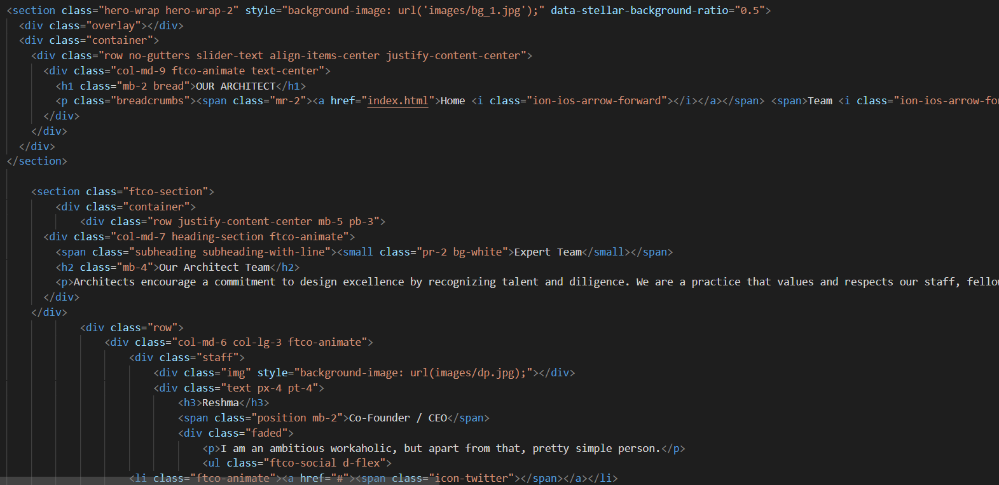 <section class="hero-wrap hero-wrap-2" style="background-image: url('images/bg_1.jpg');" data-stellar-background-ratio="0.5">
<div class="overlay"></div>
<div class="container">
<div class="row no-gutters slider-text align-items-center justify-content-center">
<div class="col-md-9 ftco-animate text-center">
<h1 class="mb-2 bread">OUR ARCHITECT</h1>
<p class="breadcrumbs"><span class="mr-2"><a href="index.html">Home <i class="ion-ios-arrow-forward"></i></a></span> <span>Team <i class="ion-ios-arrow-fo
</div>
</div>
</div>
</section>
<section class="ftco-section">
<div class="container">
<div class="row justify-content-center mb-5 pb-3">
<div class="col-md-7 heading-section ftco-animate">
<span class="subheading subheading-with-line"><small class="pr-2 bg-white">Expert Team</small></span>
<h2 class="mb-4">Our Architect Team</h2>
<p>Architects encourage a commitment to design excellence by recognizing talent and diligence. We are a practice that values and respects our staff, fello
</div>
</div>
<div class="row">
<div class="col-md-6 col-lg-3 ftco-animate">
<div class="staff">
<div class="img" style="background-image: url(images/dp.jpg);"></div>
<div class="text px-4 pt-4">
<h3>Reshma</h3>
<span class="position mb-2">Co-Founder / CEO</span>
<div class="faded">
<p>I am an ambitious workaholic, but apart from that, pretty simple person.</p>
<ul class="ftco-social d-flex">
<li class="ftco-animate"><a href="#"><span class="icon-twitter"></span></a></li>